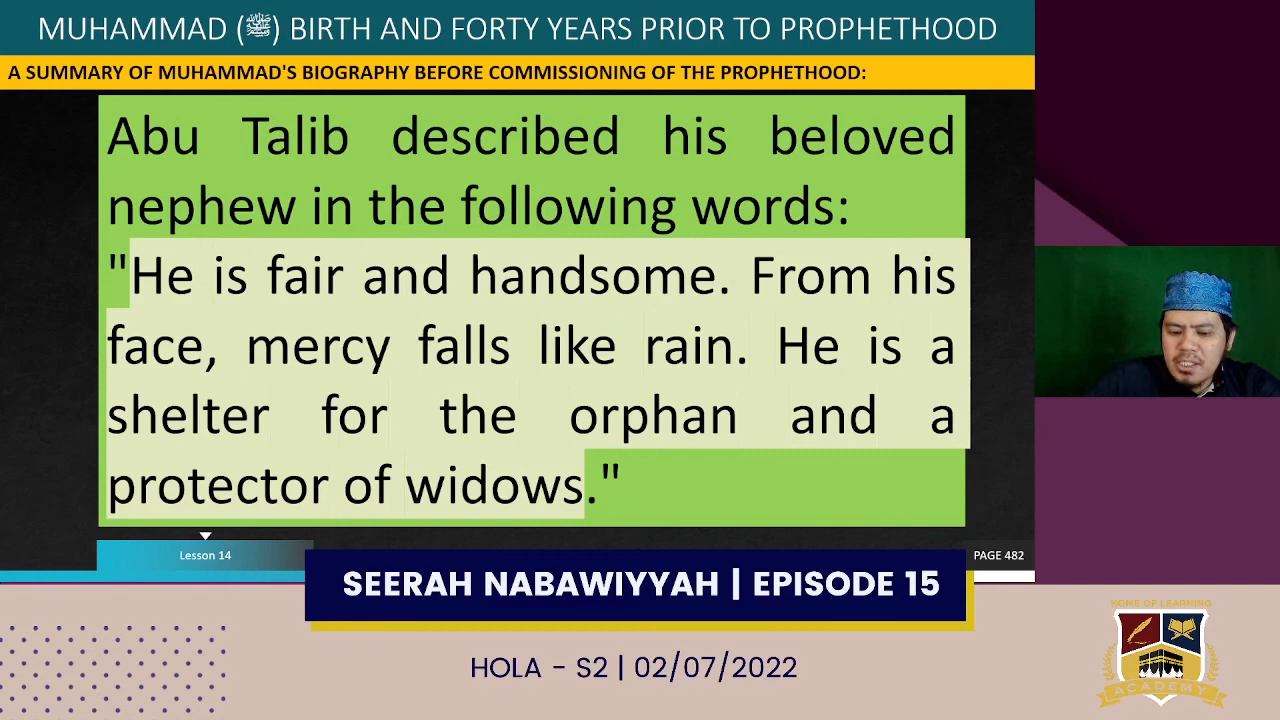 MUHAMMAD (ﷺ) BIRTH AND FORTY YEARS PRIOR TO PROPHETHOOD
A SUMMARY OF MUHAMMAD'S BIOGRAPHY BEFORE COMMISSIONING OF THE PROPHETHOOD:
Abu Talib described his beloved
nephew in the following words:
"He is fair and handsome. From his
face, mercy falls like rain. He is a
shelter for the orphan and a
protector of widows."
Lesson 14
PAGE 482
SEERAH NABAWIYYAH | EPISODE 15
HOLA - S2 | 02/07/2022
HOME OF LEARNING
ACADEMY